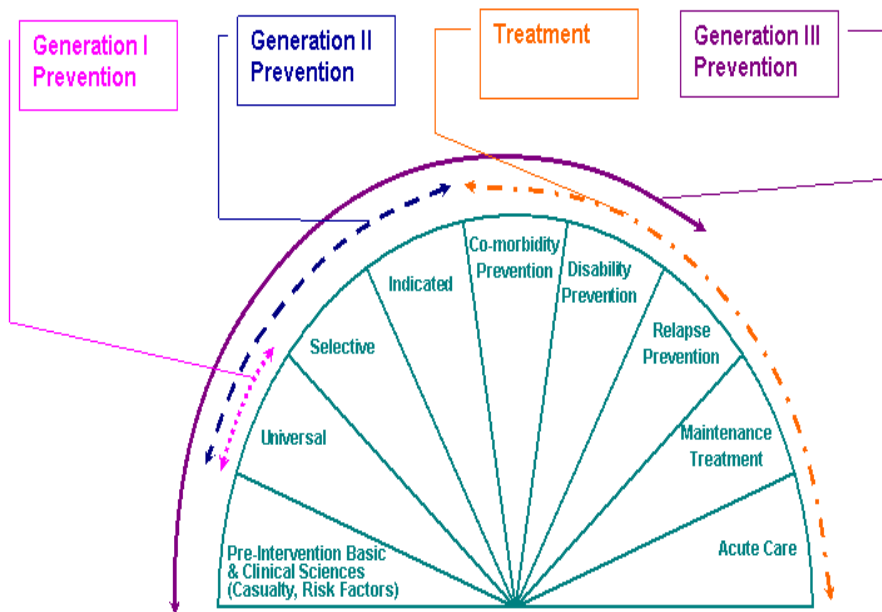 Generation I
Prevention
Generation II
Prevention
Treatment
Generation III
Prevention
Co-morbidity
Prevention
Disability
Prevention
Indicated
Relapse
Prevention
Selective
Maintenance
Treatment
Universal
Acute Care
Pre-Intervention Basic
& Clinical Sciences
(Casualty, Risk Factors)